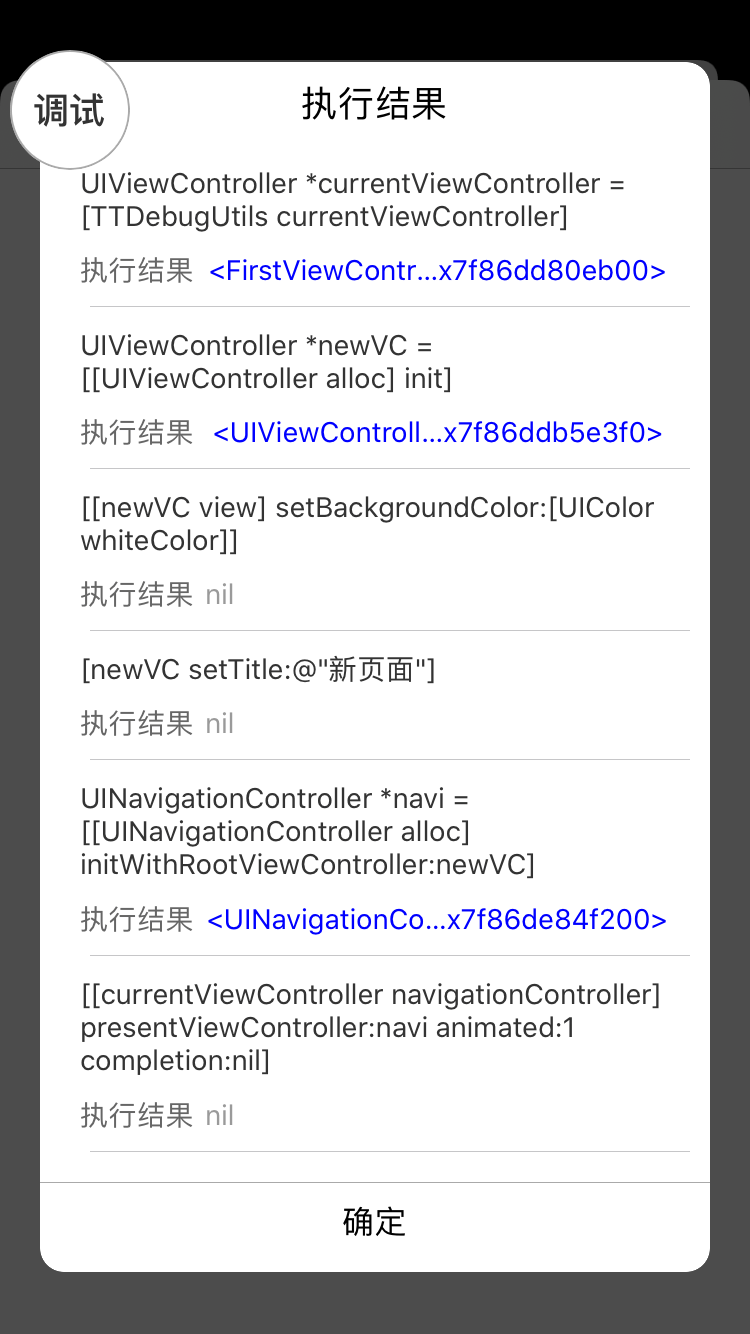 调试
执行结果
UIViewController *currentViewController =
[TTDebugUtils currentViewController]
执行结果 <FirstViewContr...x7f86dd80eb00>
UIViewController *newVC =
[[UIViewController alloc] init]
执行结果 <UIViewControll...x7f86ddb5e3f0>
[[newVC view] setBackgroundColor:[UIColor
whiteColor]]
执行结果 nil
[newVC setTitle:@"新页面"]
执行结果 nil
UINavigationController *navi =
[[UINavigationController alloc]
initWithRootViewController:newVC]
执行结果 <UINavigationCo...x7f86de84f200>
[[currentViewController navigationController]
presentViewController:navi animated:1
completion:nil]
执行结果 nil
确定